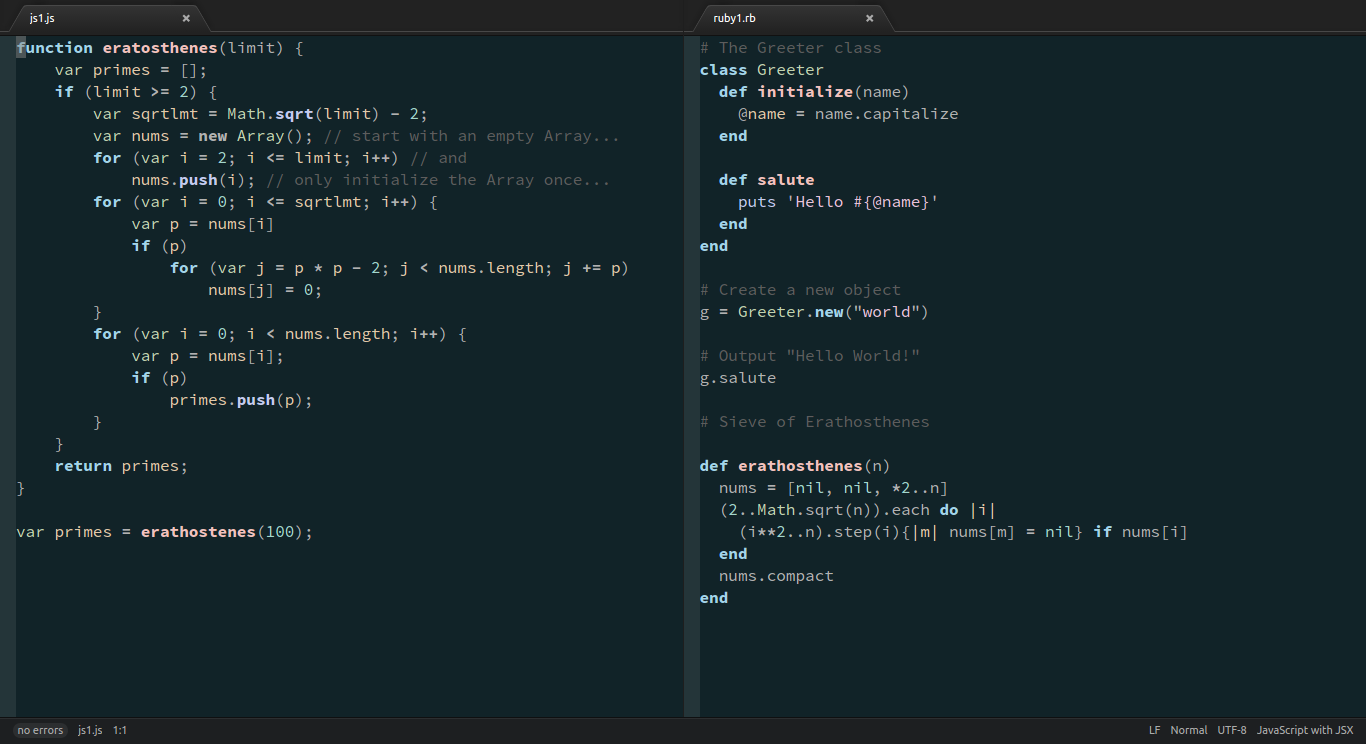 js1.js ×
function eratosthenes(limit) {
    var primes = [];
    if (limit >= 2) {
        var sqrtlmt = Math.sqrt(limit) - 2;
        var nums = new Array(); // start with an empty Array...
        for (var i = 2; i <= limit; i++) // and
            nums.push(i); // only initialize the Array once...
        for (var i = 0; i <= sqrtlmt; i++) {
            var p = nums[i]
            if (p)
                for (var j = p * p - 2; j < nums.length; j += p)
                    nums[j] = 0;
        }
        for (var i = 0; i < nums.length; i++) {
            var p = nums[i];
            if (p)
                primes.push(p);
        }
    }
    return primes;
}

var primes = erathostenes(100);
ruby1.rb ×
# The Greeter class
class Greeter
  def initialize(name)
    @name = name.capitalize
  end

  def salute
    puts 'Hello #{@name}'
  end
end

# Create a new object
g = Greeter.new("world")

# Output "Hello World!"
g.salute

# Sieve of Erathosthenes

def erathosthenes(n)
  nums = [nil, nil, *2..n]
  (2..Math.sqrt(n)).each do |i|
    (i**2..n).step(i){|m| nums[m] = nil} if nums[i]
  end
  nums.compact
end
no errors js1.js 1:1
LF Normal UTF-8 JavaScript with JSX